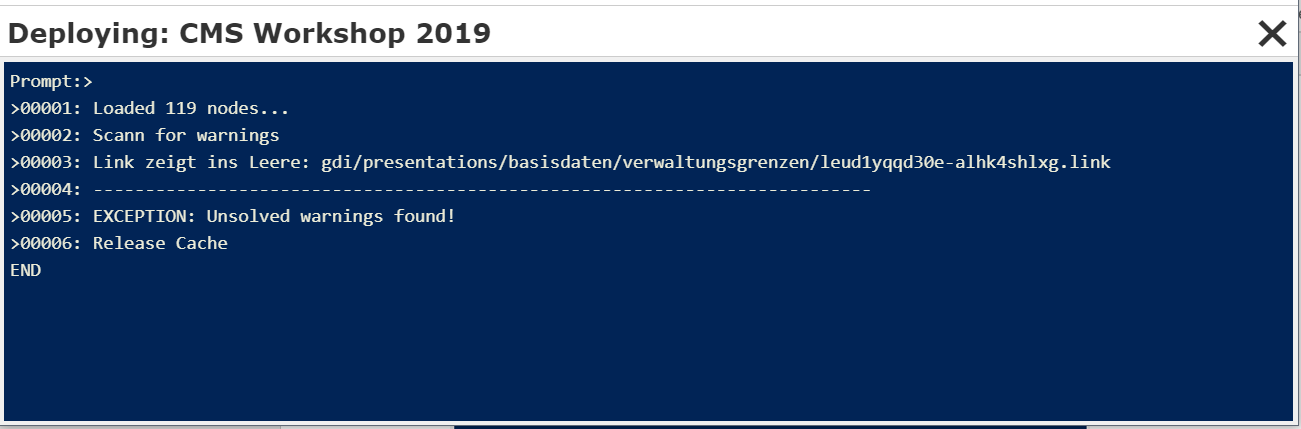 Deploying: CMS Workshop 2019
Prompt:>
>00001: Loaded 119 nodes...
>00002: Scann for warnings
>00003: Link zeigt ins Leere: gdi/presentations/basisdaten/verwaltungsgrenzen/leud1yqqd30e-alhk4shlxg.link
>00004: ---------------------------------------------------------------------------
>00005: EXCEPTION: Unsolved warnings found!
>00006: Release Cache
END